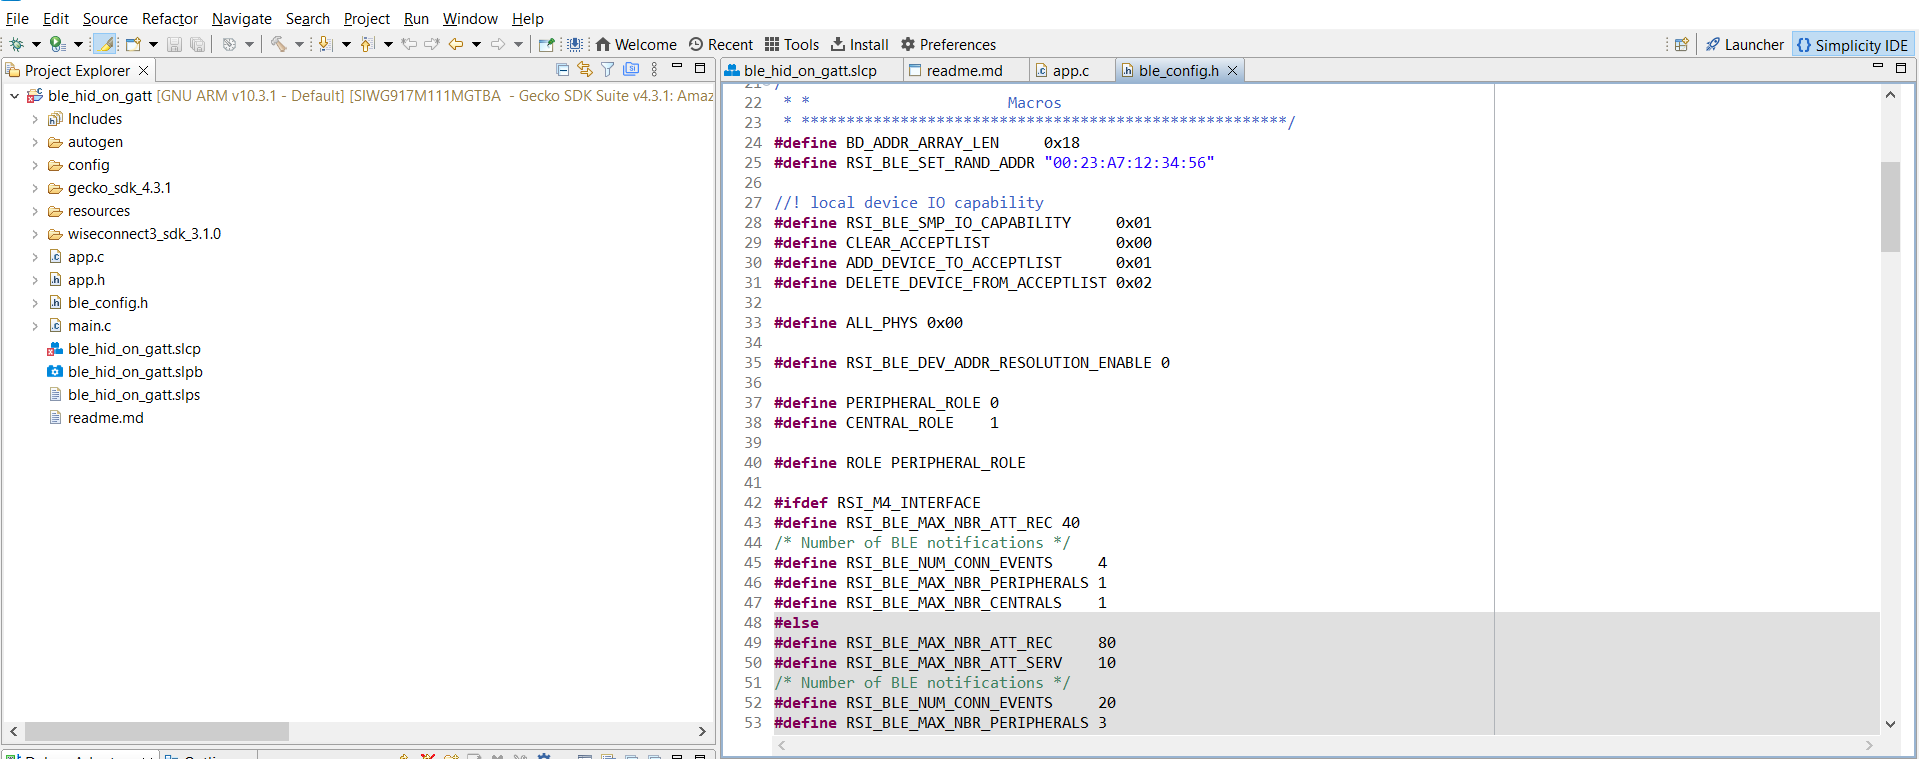 File Edit Source Refactor Navigate Search Project Run Window Help
Welcome Recent Tools Install Preferences Launcher Simplicity IDE
Project Explorer
ble_hid_on_gatt [GNU ARM v10.3.1 - Default] [SIWG917M111MGTBA - Gecko SDK Suite v4.3.1: Amaz
Includes
autogen
config
gecko_sdk_4.3.1
resources
wiseconnect3_sdk_3.1.0
app.c
app.h
ble_config.h
main.c
ble_hid_on_gatt.slcp
ble_hid_on_gatt.slpb
ble_hid_on_gatt.slps
readme.md
ble_hid_on_gatt.slcp readme.md app.c ble_config.h
21 /
22 * * Macros
23 * ******************************************************/
24 #define BD_ADDR_ARRAY_LEN 0x18
25 #define RSI_BLE_SET_RAND_ADDR "00:23:A7:12:34:56"
26
27 //! local device IO capability
28 #define RSI_BLE_SMP_IO_CAPABILITY 0x01
29 #define CLEAR_ACCEPTLIST 0x00
30 #define ADD_DEVICE_TO_ACCEPTLIST 0x01
31 #define DELETE_DEVICE_FROM_ACCEPTLIST 0x02
32
33 #define ALL_PHYS 0x00
34
35 #define RSI_BLE_DEV_ADDR_RESOLUTION_ENABLE 0
36
37 #define PERIPHERAL_ROLE 0
38 #define CENTRAL_ROLE 1
39
40 #define ROLE PERIPHERAL_ROLE
41
42 #ifdef RSI_M4_INTERFACE
43 #define RSI_BLE_MAX_NBR_ATT_REC 40
44 /* Number of BLE notifications */
45 #define RSI_BLE_NUM_CONN_EVENTS 4
46 #define RSI_BLE_MAX_NBR_PERIPHERALS 1
47 #define RSI_BLE_MAX_NBR_CENTRALS 1
48 #else
49 #define RSI_BLE_MAX_NBR_ATT_REC 80
50 #define RSI_BLE_MAX_NBR_ATT_SERV 10
51 /* Number of BLE notifications */
52 #define RSI_BLE_NUM_CONN_EVENTS 20
53 #define RSI_BLE_MAX_NBR_PERIPHERALS 3